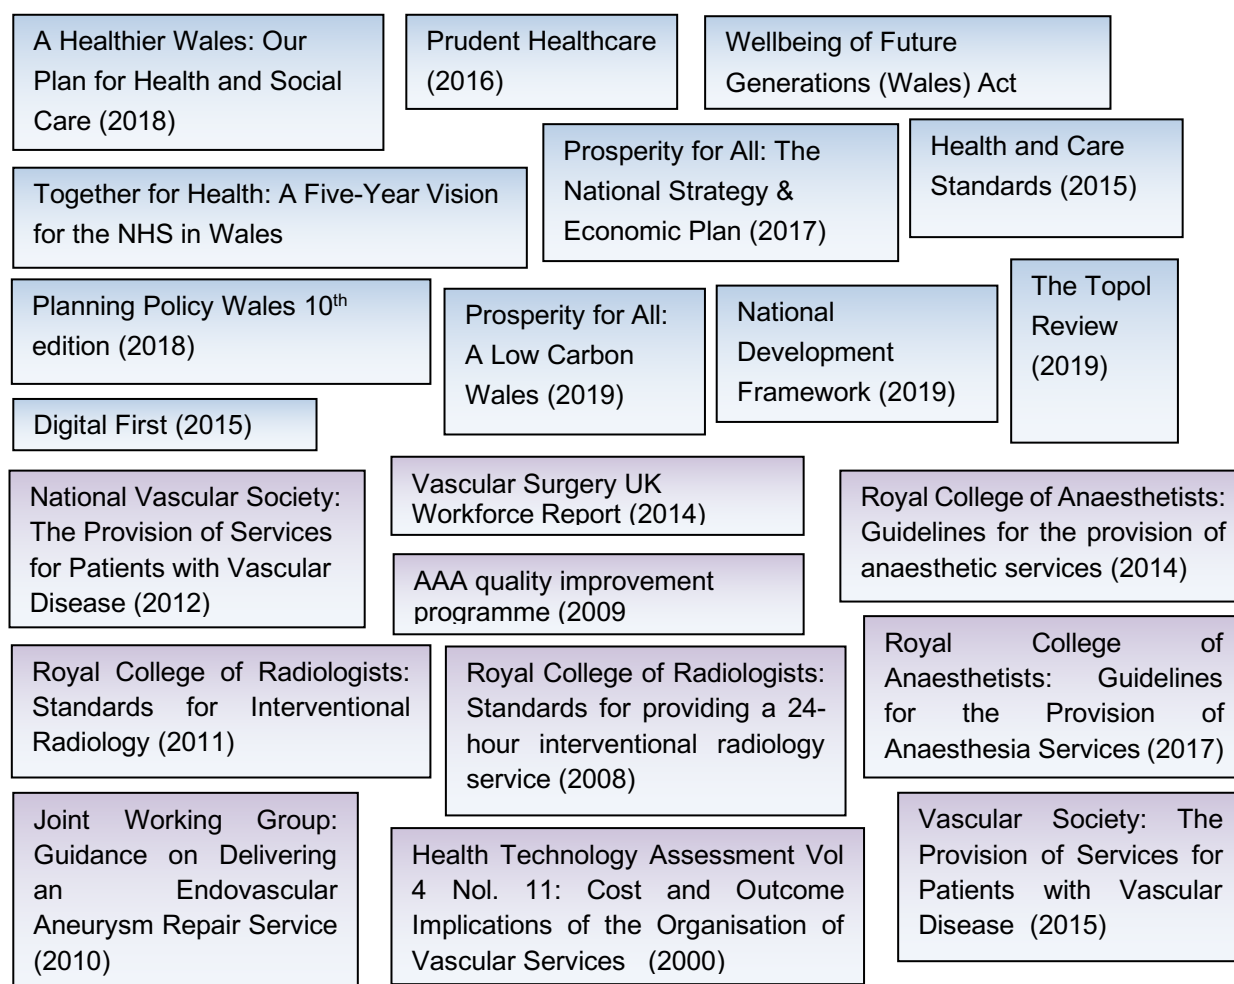 A Healthier Wales: Our
Plan for Health and Social
Care (2018)
Prudent Healthcare
(2016)
Wellbeing of Future
Generations (Wales) Act
Together for Health: A Five-Year Vision
for the NHS in Wales
Prosperity for All: The
National Strategy &
Economic Plan (2017)
Health and Care
Standards (2015)
Planning Policy Wales 10th
edition (2018)
Prosperity for All:
A Low Carbon
Wales (2019)
National
Development
Framework (2019)
The Topol
Review
(2019)
Digital First (2015)
National Vascular Society:
The Provision of Services
for Patients with Vascular
Disease (2012)
Vascular Surgery UK
Workforce Report (2014)
Royal College of Anaesthetists:
Guidelines for the provision of
anaesthetic services (2014)
AAA quality improvement
programme (2009
Royal College of Radiologists:
Standards for Interventional
Radiology (2011)
Royal College of Radiologists:
Standards for providing a 24-
hour interventional radiology
service (2008)
Royal College of
Anaesthetists: Guidelines
for the Provision of
Anaesthesia Services (2017)
Joint Working Group:
Guidance on Delivering
an Endovascular
Aneurysm Repair Service
(2010)
Health Technology Assessment Vol
4 Nol. 11: Cost and Outcome
Implications of the Organisation of
Vascular Services (2000)
Vascular Society: The
Provision of Services for
Patients with Vascular
Disease (2015)